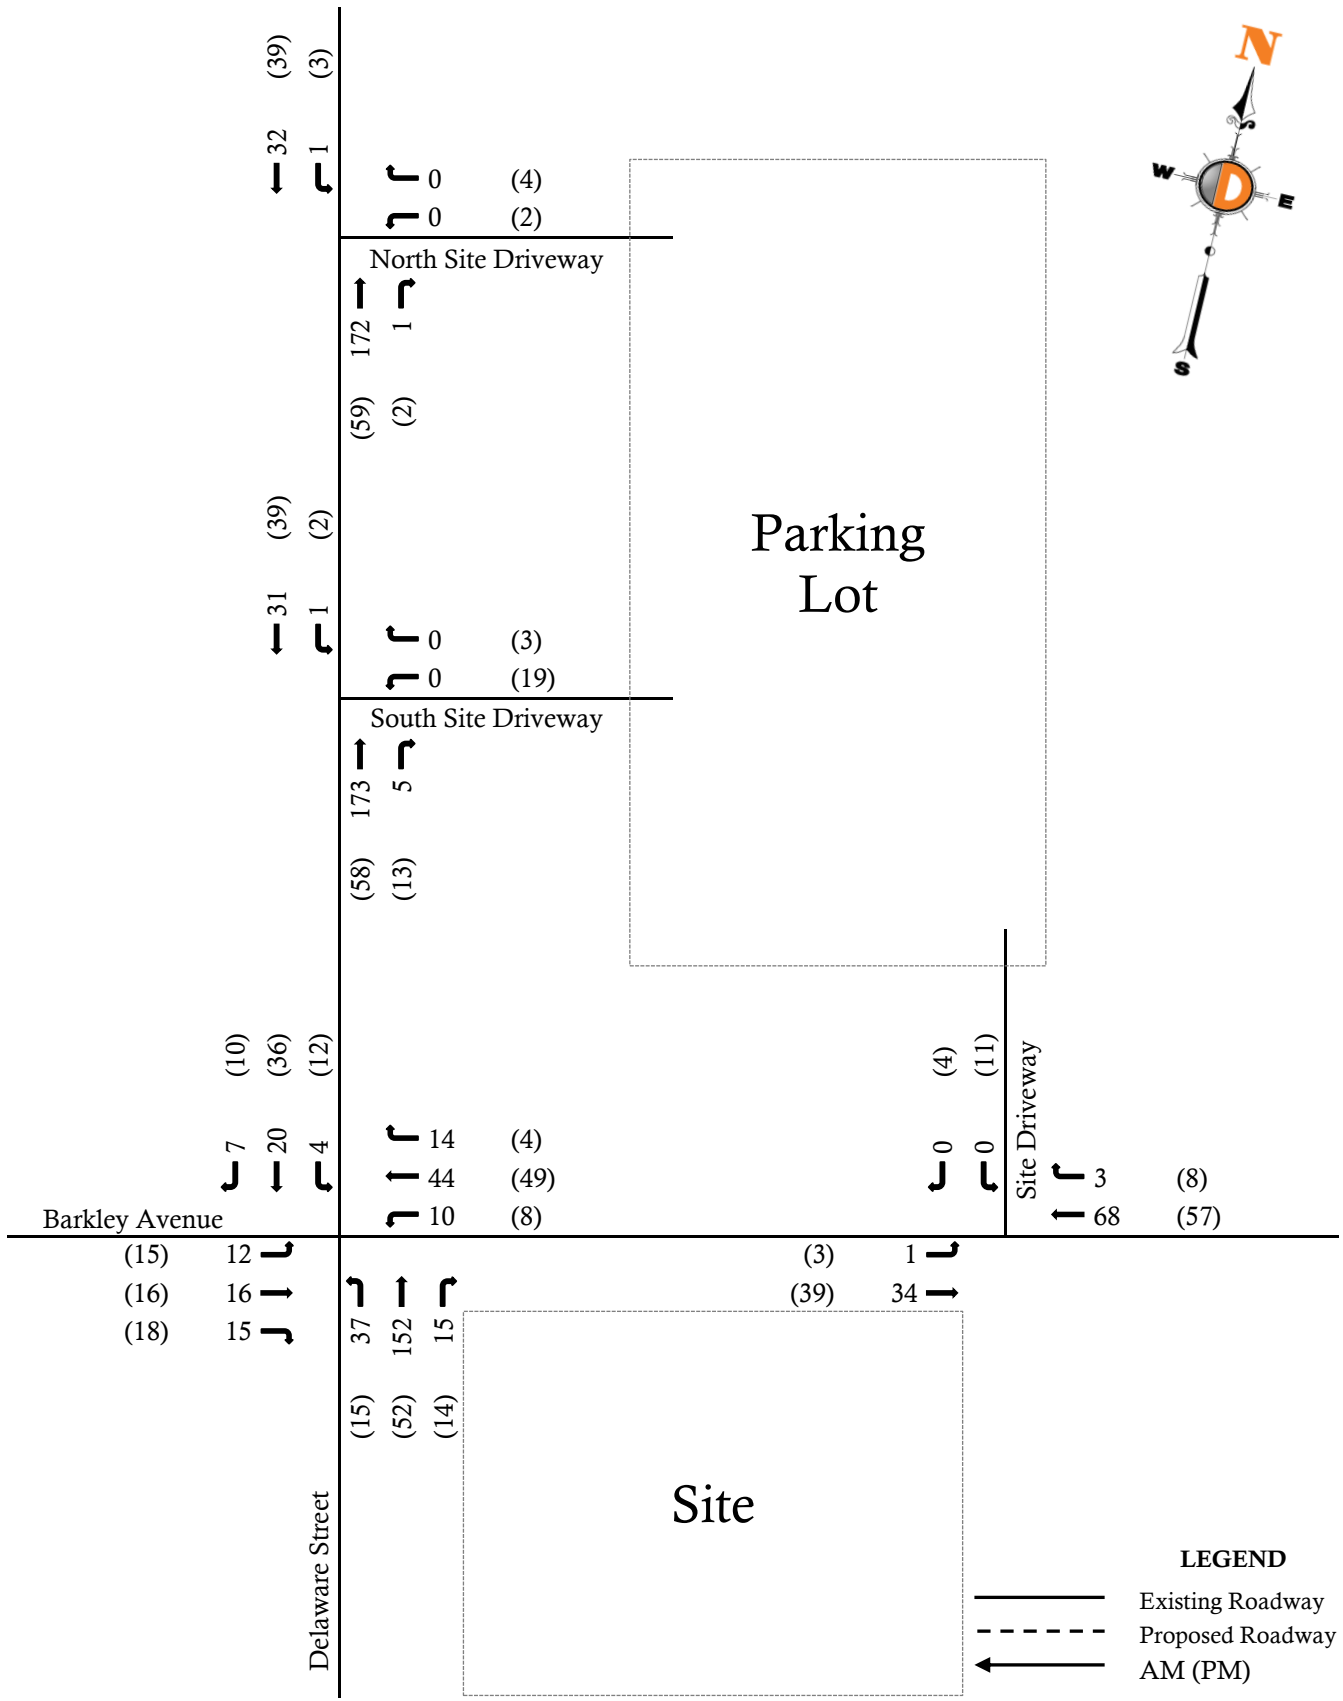 N
W
D
E
S
(39) (3)
32 1
0 (4)
0 (2)
North Site Driveway
172 1
(59) (2)
Parking
Lot
(39) (2)
31 1
0 (3)
0 (19)
South Site Driveway
173 5
(58) (13)
(10) (36) (12)
7 20 4
14 (4)
44 (49)
10 (8)
(4) (11)
0 0
Site Driveway
3 (8)
68 (57)
Barkley Avenue
(15) 12
(16) 16
(18) 15
37 152 15
(15) (52) (14)
(3) 1
(39) 34
Site
Delaware Street
LEGEND
Existing Roadway
Proposed Roadway
AM (PM)